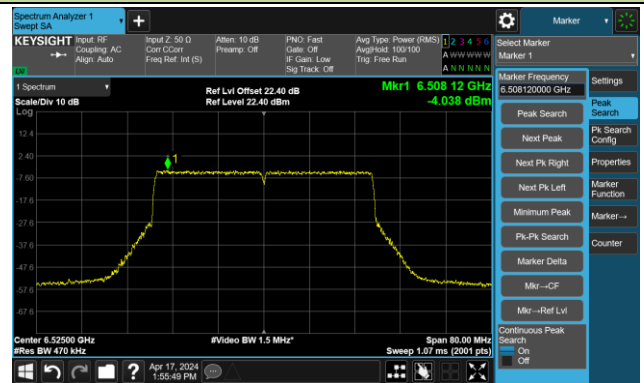 Spectrum Analyzer 1
Swept SA
Marker
KEYSIGHT
Input: RF
Coupling: AC
Align: Auto
Input Z: 50 Ω
Corr CCorr
Freq Ref: Int (S)
Atten: 10 dB
Preamp: Off
PNO: Fast
Gate: Off
IF Gain: Low
Sig Track: Off
Avg Type: Power (RMS)
Avg|Hold: 100/100
Trig: Free Run
1 2 3 4 5 6
A W W W W W
A N N N N N
LXI
Select Marker
Marker 1
1 Spectrum
Scale/Div 10 dB
Log
Ref Lvl Offset 22.40 dB
Ref Level 22.40 dBm
Mkr1 6.508 12 GHz
-4.038 dBm
12.4
2.40
-7.60
-17.6
-27.6
-37.6
-47.6
-57.6
-67.6
1
Center 6.52500 GHz
#Res BW 470 kHz
#Video BW 1.5 MHz*
Span 80.00 MHz
Sweep 1.07 ms (2001 pts)
Marker Frequency
6.508120000 GHz
Peak Search
Next Peak
Next Pk Right
Next Pk Left
Minimum Peak
Pk-Pk Search
Marker Delta
Mkr→CF
Mkr→Ref Lvl
Continuous Peak
Search
On
Off
Settings
Peak
Search
Pk Search
Config
Properties
Marker
Function
Marker→
Counter
?
Apr 17, 2024
1:55:49 PM